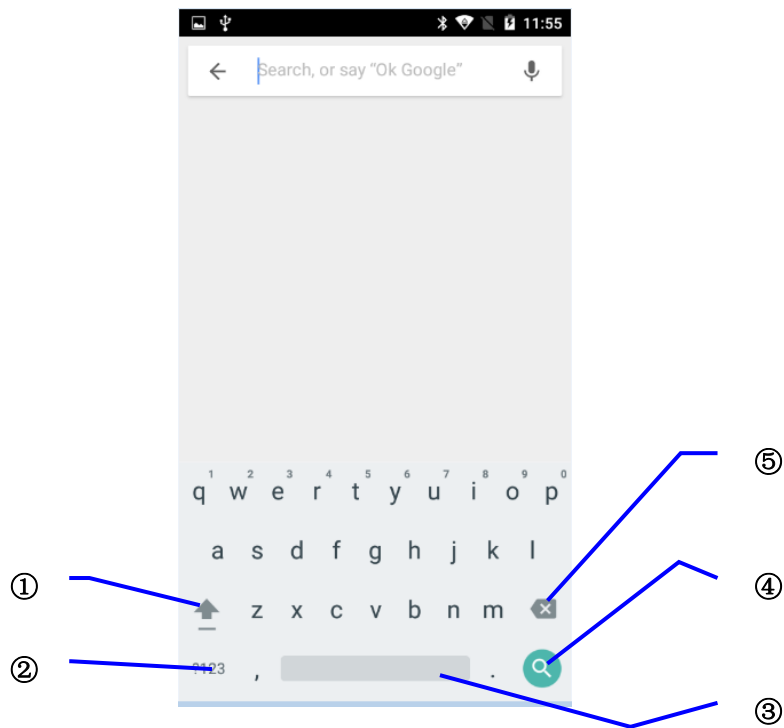 11:55
Search, or say “Ok Google”
1 2 3 4 5 6 7 8 9 0
q w e r t y u i o p
⑤
a s d f g h j k l
① z x c v b n m ④
② ?123 , .
③